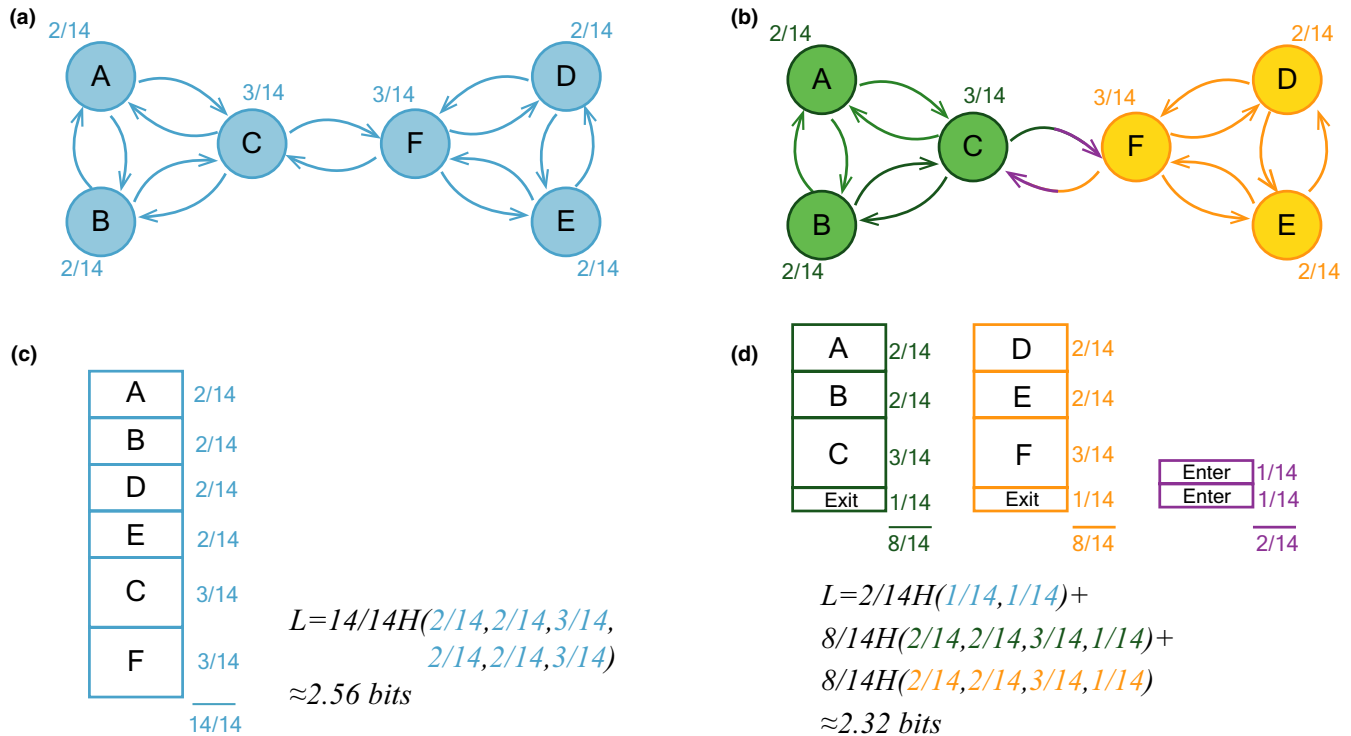 (a)
2/14
A
3/14
C
B
2/14
3/14
F
2/14
D
E
2/14
(b)
2/14
A
3/14
C
B
2/14
3/14
F
2/14
D
E
2/14
(c)
A 2/14
B 2/14
D 2/14
E 2/14
C 3/14
F 3/14
14/14
L=14/14H(2/14,2/14,3/14,
2/14,2/14,3/14)
≈2.56 bits
(d)
A 2/14
B 2/14
C 3/14
Exit 1/14
8/14
D 2/14
E 2/14
F 3/14
Exit 1/14
8/14
Enter 1/14
Enter 1/14
2/14
L=2/14H(1/14,1/14)+
8/14H(2/14,2/14,3/14,1/14)+
8/14H(2/14,2/14,3/14,1/14)
≈2.32 bits